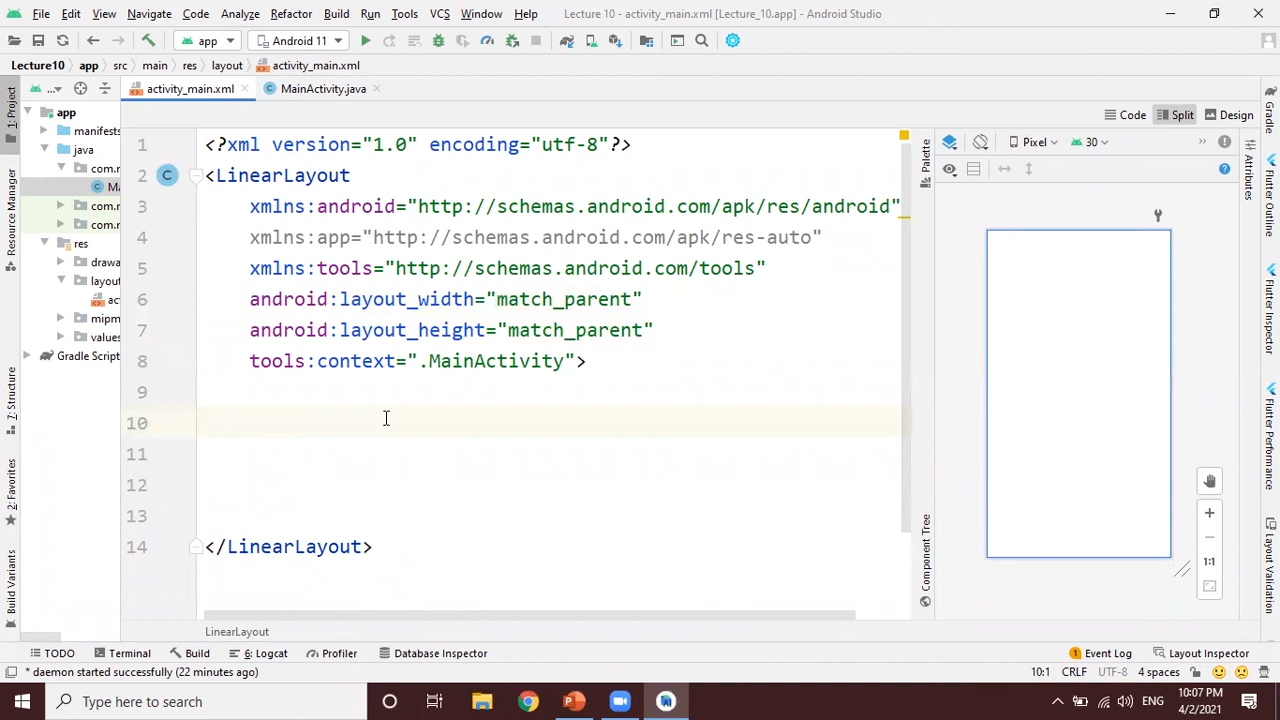 File Edit View Navigate Code Analyze Refactor Build Run Tools VCS Window Help Lecture 10 - activity_main.xml [Lecture_10.app] - Android Studio
app Android 11
Lecture10 app src main res layout activity_main.xml
1: Project
Resource Manager
7: Structure
2: Favorites
Build Variants
... activity_main.xml MainActivity.java
app
manifests
java
com.r
Ma
com.r
com.r
res
drawa
layou
ac
mipm
values
Gradle Script
Code Split Design
1 <?xml version="1.0" encoding="utf-8"?>
2 <LinearLayout
3 xmlns:android="http://schemas.android.com/apk/res/android"
4 xmlns:app="http://schemas.android.com/apk/res-auto"
5 xmlns:tools="http://schemas.android.com/tools"
6 android:layout_width="match_parent"
7 android:layout_height="match_parent"
8 tools:context=".MainActivity">
9
10
11
12
13
14 </LinearLayout>
LinearLayout
Palette
Component Tree
Pixel 30
1:1
Attributes
Gradle
Flutter Outline
Flutter Inspector
Flutter Performance
Layout Validation
TODO Terminal Build 6: Logcat Profiler Database Inspector Event Log Layout Inspector
* daemon started successfully (22 minutes ago) 10:1 CRLF UTF-8 4 spaces
Type here to search ENG 10:07 PM
4/2/2021